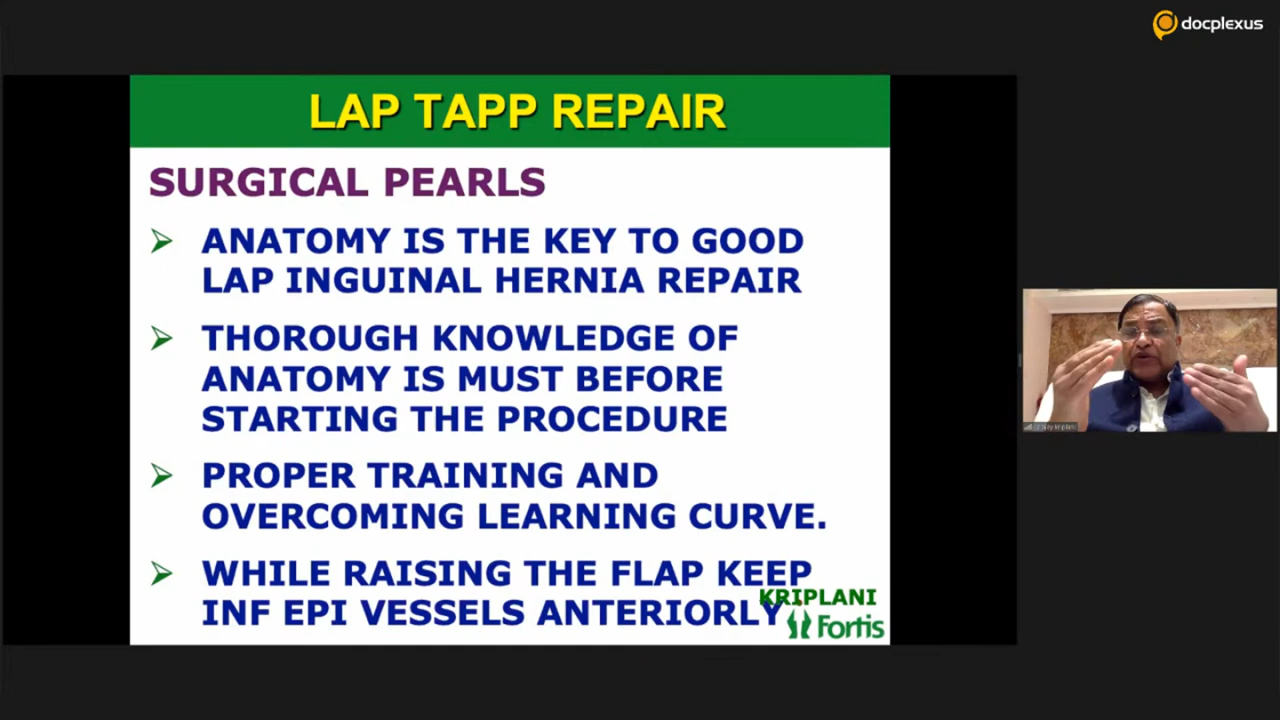 docplexus
LAP TAPP REPAIR
SURGICAL PEARLS
ANATOMY IS THE KEY TO GOOD
LAP INGUINAL HERNIA REPAIR
THOROUGH KNOWLEDGE OF
ANATOMY IS MUST BEFORE
STARTING THE PROCEDURE
PROPER TRAINING AND
OVERCOMING LEARNING CURVE.
WHILE RAISING THE FLAP KEEP
INF EPI VESSELS ANTERIORLY
KRIPLANI
Fortis
kriplani